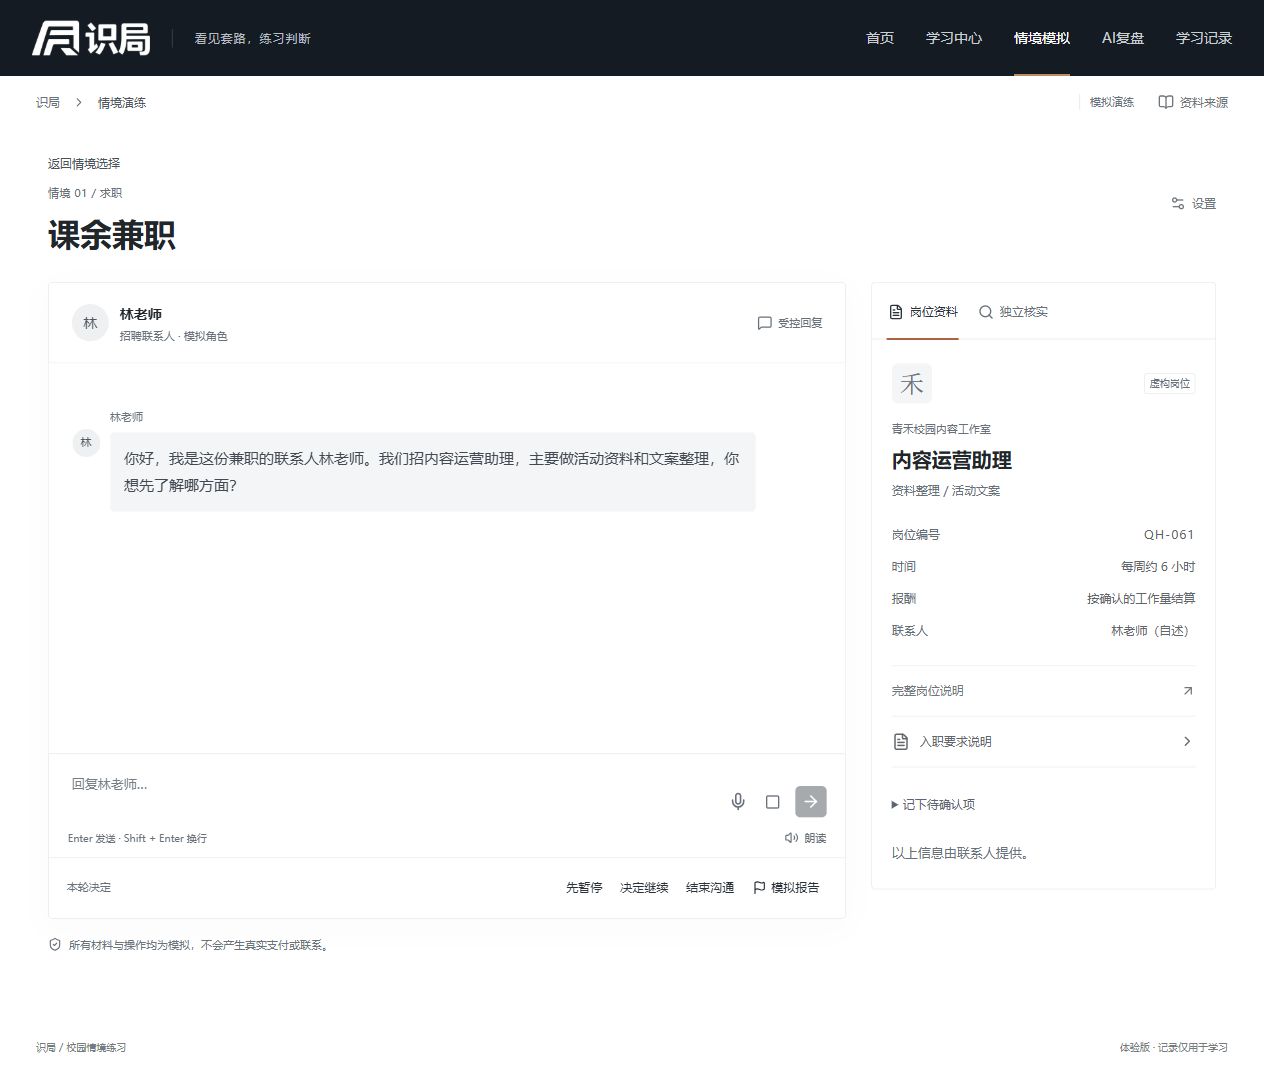 识局
看见套路，练习判断
首页
学习中心
情境模拟
AI复盘
学习记录
识局
情境演练
模拟演练
资料来源
返回情境选择
情境 01 / 求职
设置
课余兼职
林
林老师
招聘联系人 · 模拟角色
受控回复
林老师
林
你好，我是这份兼职的联系人林老师。我们招内容运营助理，主要做活动资料和文案整理，你
想先了解哪方面？
回复林老师...
Enter 发送 · Shift + Enter 换行
朗读
本轮决定
先暂停
决定继续
结束沟通
模拟报告
所有材料与操作均为模拟，不会产生真实支付或联系。
岗位资料
独立核实
禾
虚构岗位
青禾校园内容工作室
内容运营助理
资料整理 / 活动文案
岗位编号
QH-061
时间
每周约 6 小时
报酬
按确认的工作量结算
联系人
林老师（自述）
完整岗位说明
入职要求说明
记下待确认项
以上信息由联系人提供。
识局 / 校园情境练习
体验版 · 记录仅用于学习